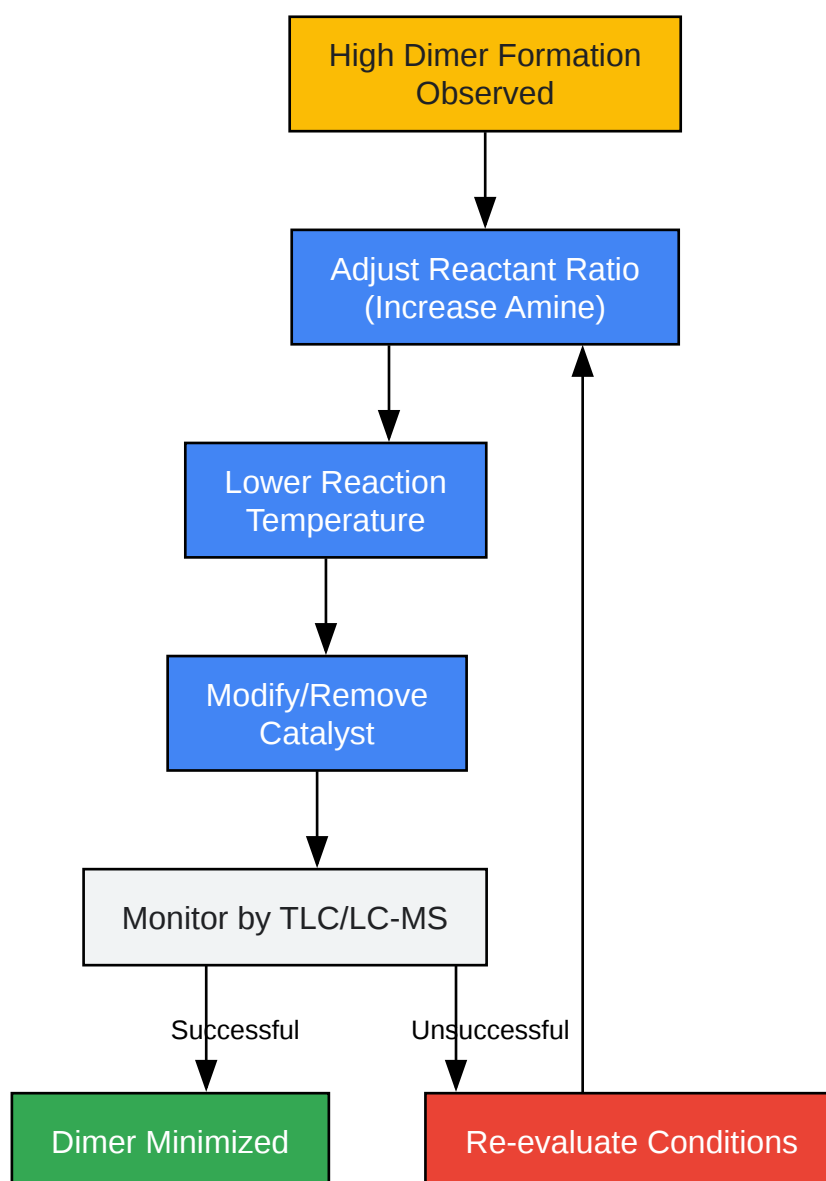 High Dimer Formation
Observed
Adjust Reactant Ratio
(Increase Amine)
Lower Reaction
Temperature
Modify/Remove
Catalyst
Monitor by TLC/LC-MS
Successful
Unsuccessful
Dimer Minimized
Re-evaluate Conditions